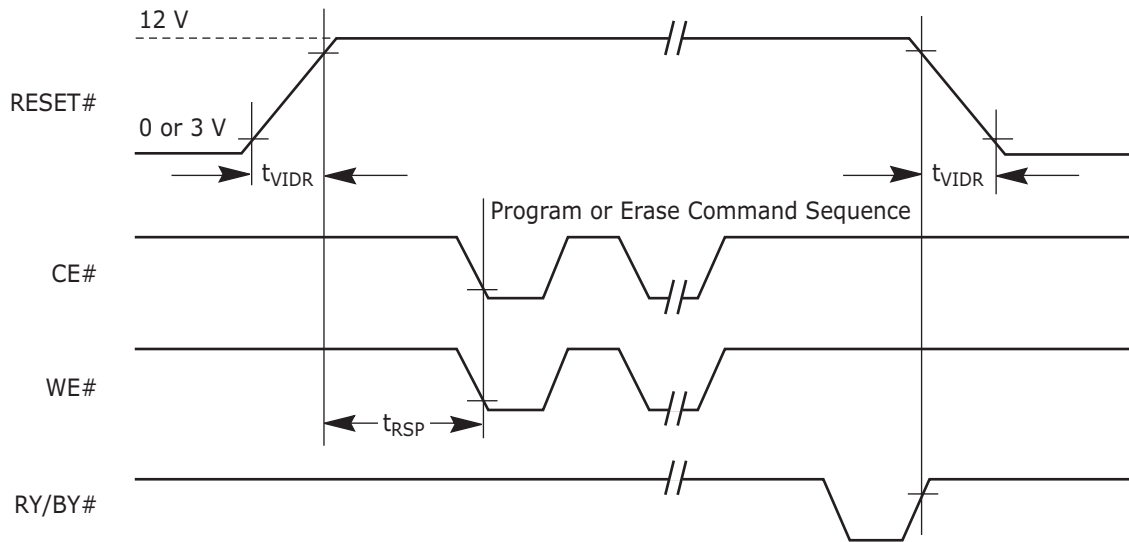 12 V
RESET#
0 or 3 V
tVIDR
tVIDR
Program or Erase Command Sequence
CE#
WE#
tRSP
RY/BY#